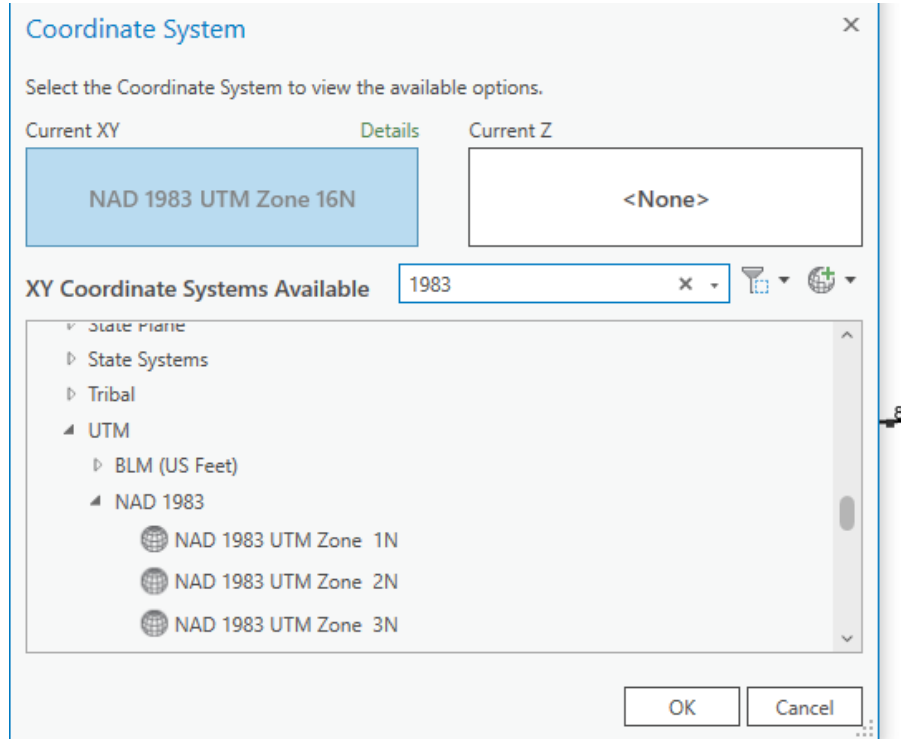 Coordinate System
Select the Coordinate System to view the available options.
Current XY Details Current Z
NAD 1983 UTM Zone 16N <None>
XY Coordinate Systems Available 1983
State Plane
State Systems
Tribal
UTM
BLM (US Feet)
NAD 1983
NAD 1983 UTM Zone 1N
NAD 1983 UTM Zone 2N
NAD 1983 UTM Zone 3N
OK Cancel